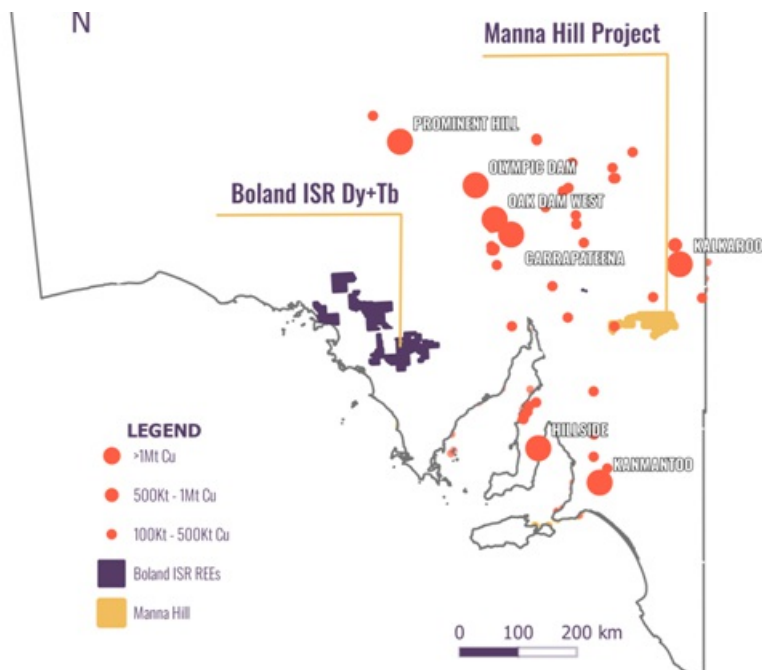 N
Manna Hill Project
PROMINENT HILL
OLYMPIC DAM
Boland ISR Dy+Tb
OAK DAM WEST
KALKAROO
CARRAPATEENA
LEGEND
>1Mt Cu
500Kt - 1Mt Cu
100Kt - 500Kt Cu
Boland ISR REEs
Manna Hill
HILLSIDE
KANMANTOO
0 100 200 km